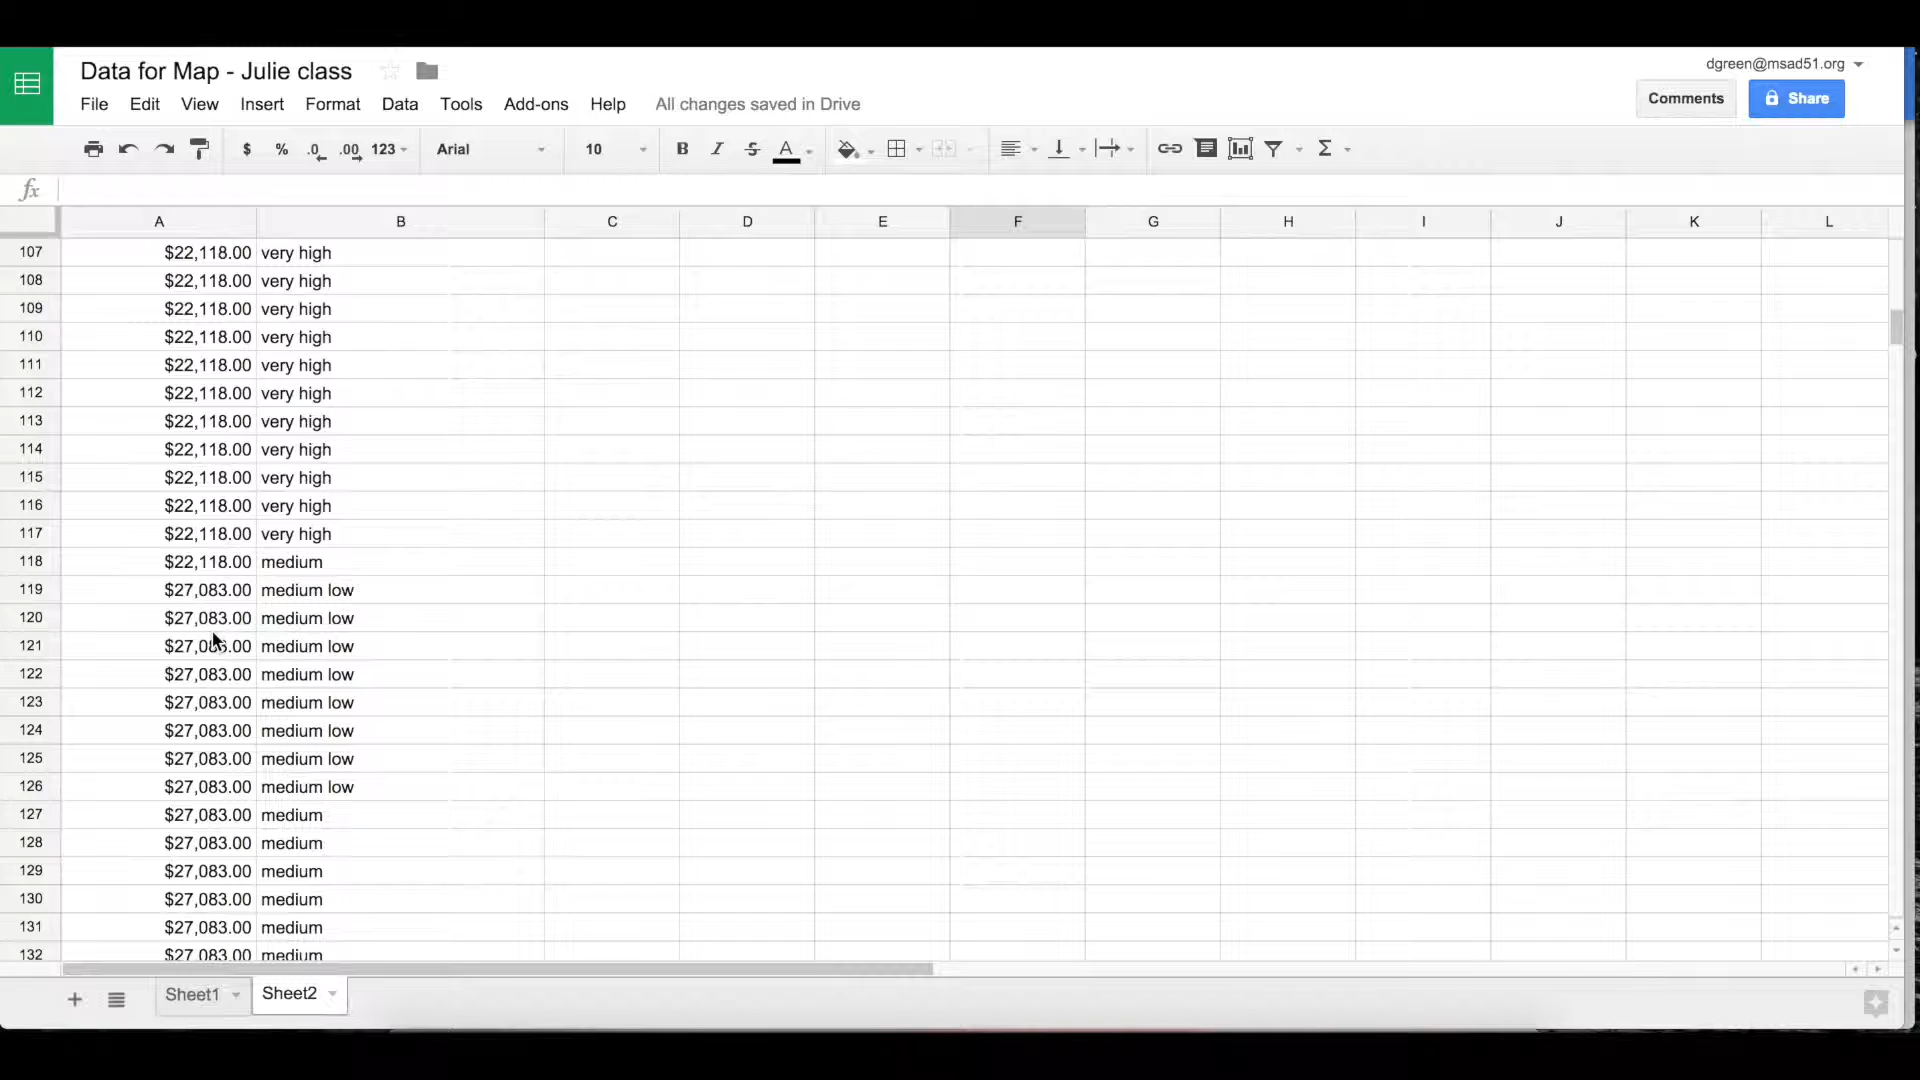 Data for Map - Julie class
dgreen@msad51.org
File Edit View Insert Format Data Tools Add-ons Help All changes saved in Drive
Comments Share
$ % .0 .00 123 Arial 10 B I S A Σ
fx
A B C D E F G H I J K L
107 $22,118.00 very high
108 $22,118.00 very high
109 $22,118.00 very high
110 $22,118.00 very high
111 $22,118.00 very high
112 $22,118.00 very high
113 $22,118.00 very high
114 $22,118.00 very high
115 $22,118.00 very high
116 $22,118.00 very high
117 $22,118.00 very high
118 $22,118.00 medium
119 $27,083.00 medium low
120 $27,083.00 medium low
121 $27,083.00 medium low
122 $27,083.00 medium low
123 $27,083.00 medium low
124 $27,083.00 medium low
125 $27,083.00 medium low
126 $27,083.00 medium low
127 $27,083.00 medium
128 $27,083.00 medium
129 $27,083.00 medium
130 $27,083.00 medium
131 $27,083.00 medium
132 $27,083.00 medium
Sheet1 Sheet2